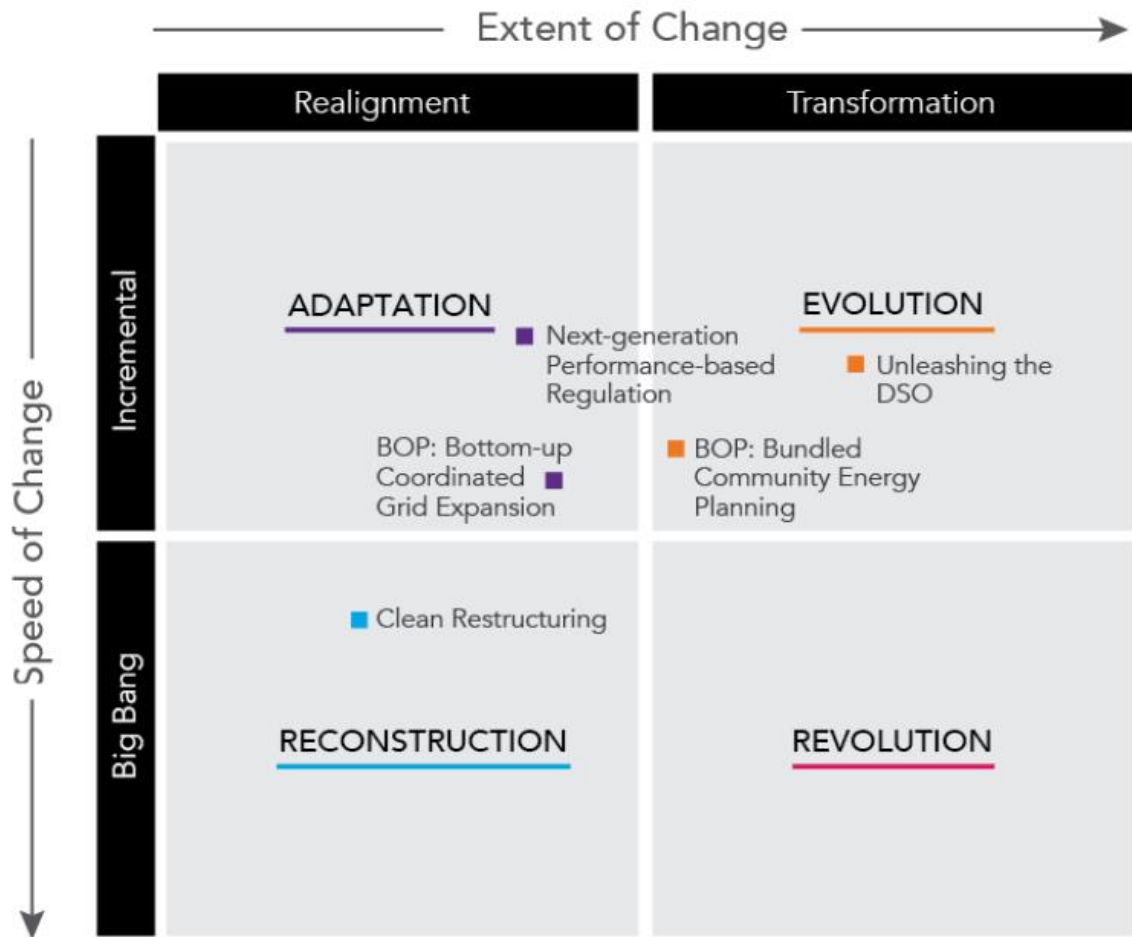 Extent of Change
Realignment
Transformation
Speed of Change
Incremental
ADAPTATION
Next-generation
Performance-based
Regulation
BOP: Bottom-up
Coordinated
Grid Expansion
EVOLUTION
Unleashing the
DSO
BOP: Bundled
Community Energy
Planning
Big Bang
Clean Restructuring
RECONSTRUCTION
REVOLUTION